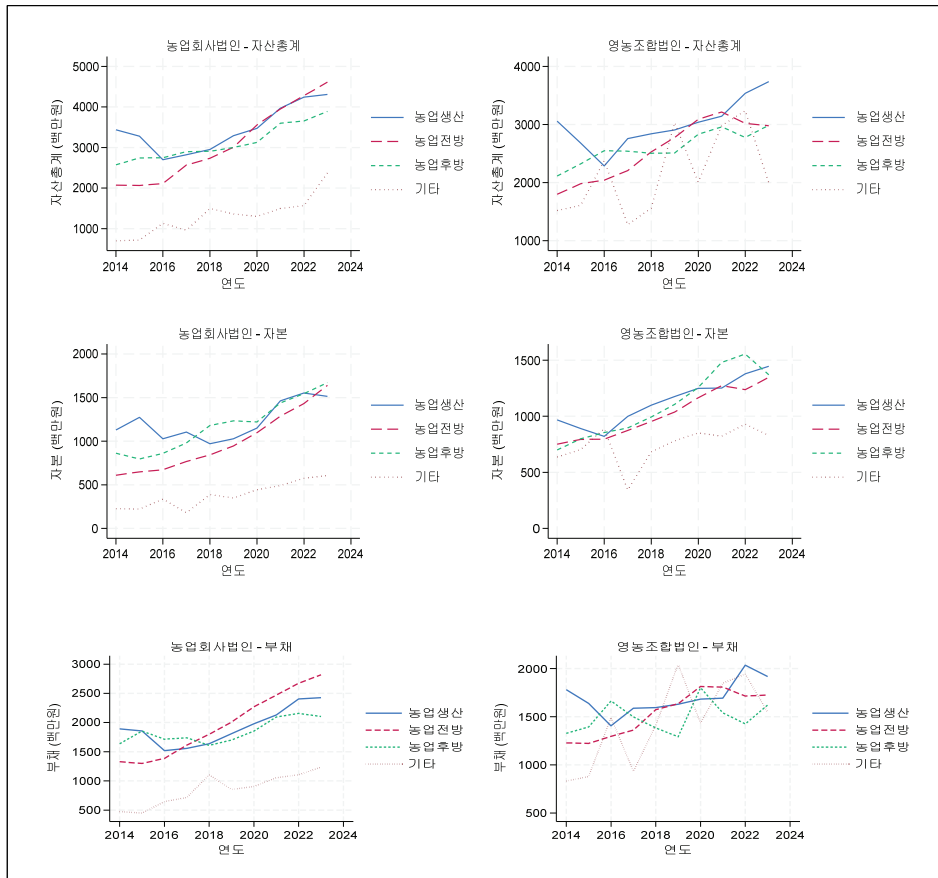 농업회사법인 - 자산총계
자산총계 (백만원)
5000
4000
3000
2000
1000
2014 2016 2018 2020 2022 2024
연도
농업생산
농업전방
농업후방
기타
영농조합법인 - 자산총계
자산총계 (백만원)
4000
3000
2000
1000
2014 2016 2018 2020 2022 2024
연도
농업생산
농업전방
농업후방
기타
농업회사법인 - 자본
자본 (백만원)
2000
1500
1000
500
0
2014 2016 2018 2020 2022 2024
연도
농업생산
농업전방
농업후방
기타
영농조합법인 - 자본
자본 (백만원)
1500
1000
500
0
2014 2016 2018 2020 2022 2024
연도
농업생산
농업전방
농업후방
기타
농업회사법인 - 부채
부채 (백만원)
3000
2500
2000
1500
1000
500
2014 2016 2018 2020 2022 2024
연도
농업생산
농업전방
농업후방
기타
영농조합법인 - 부채
부채 (백만원)
2000
1500
1000
500
2014 2016 2018 2020 2022 2024
연도
농업생산
농업전방
농업후방
기타